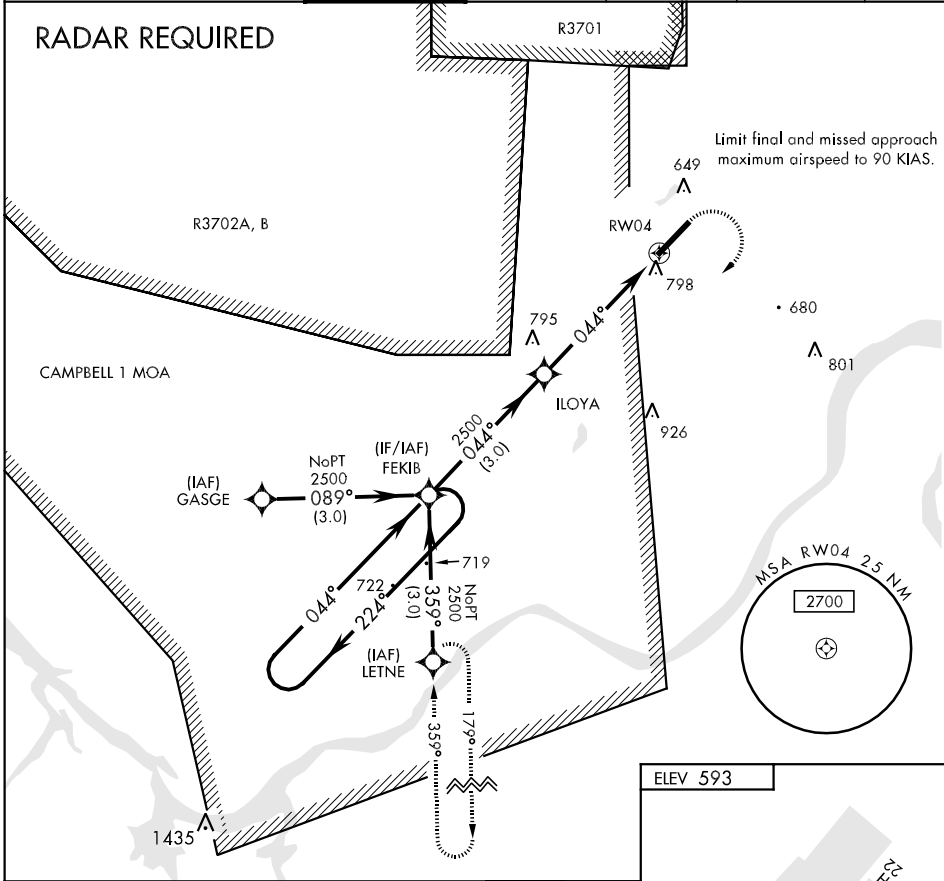 RADAR REQUIRED
R3701
Limit final and missed approach
maximum airspeed to 90 KIAS.
649
R3702A, B
RW04
798
680
795
044°
801
CAMPBELL 1 MOA
ILOYA
926
2500
044°
(3.0)
(IF/IAF)
FEKIB
(IAF)
GASGE
NoPT
2500
089°
(3.0)
719
722
044°
224°
NoPT
2500
359°
(3.0)
MSA RW04 25 NM
2700
(IAF)
LETNE
359°
179°
1435
ELEV 593
22